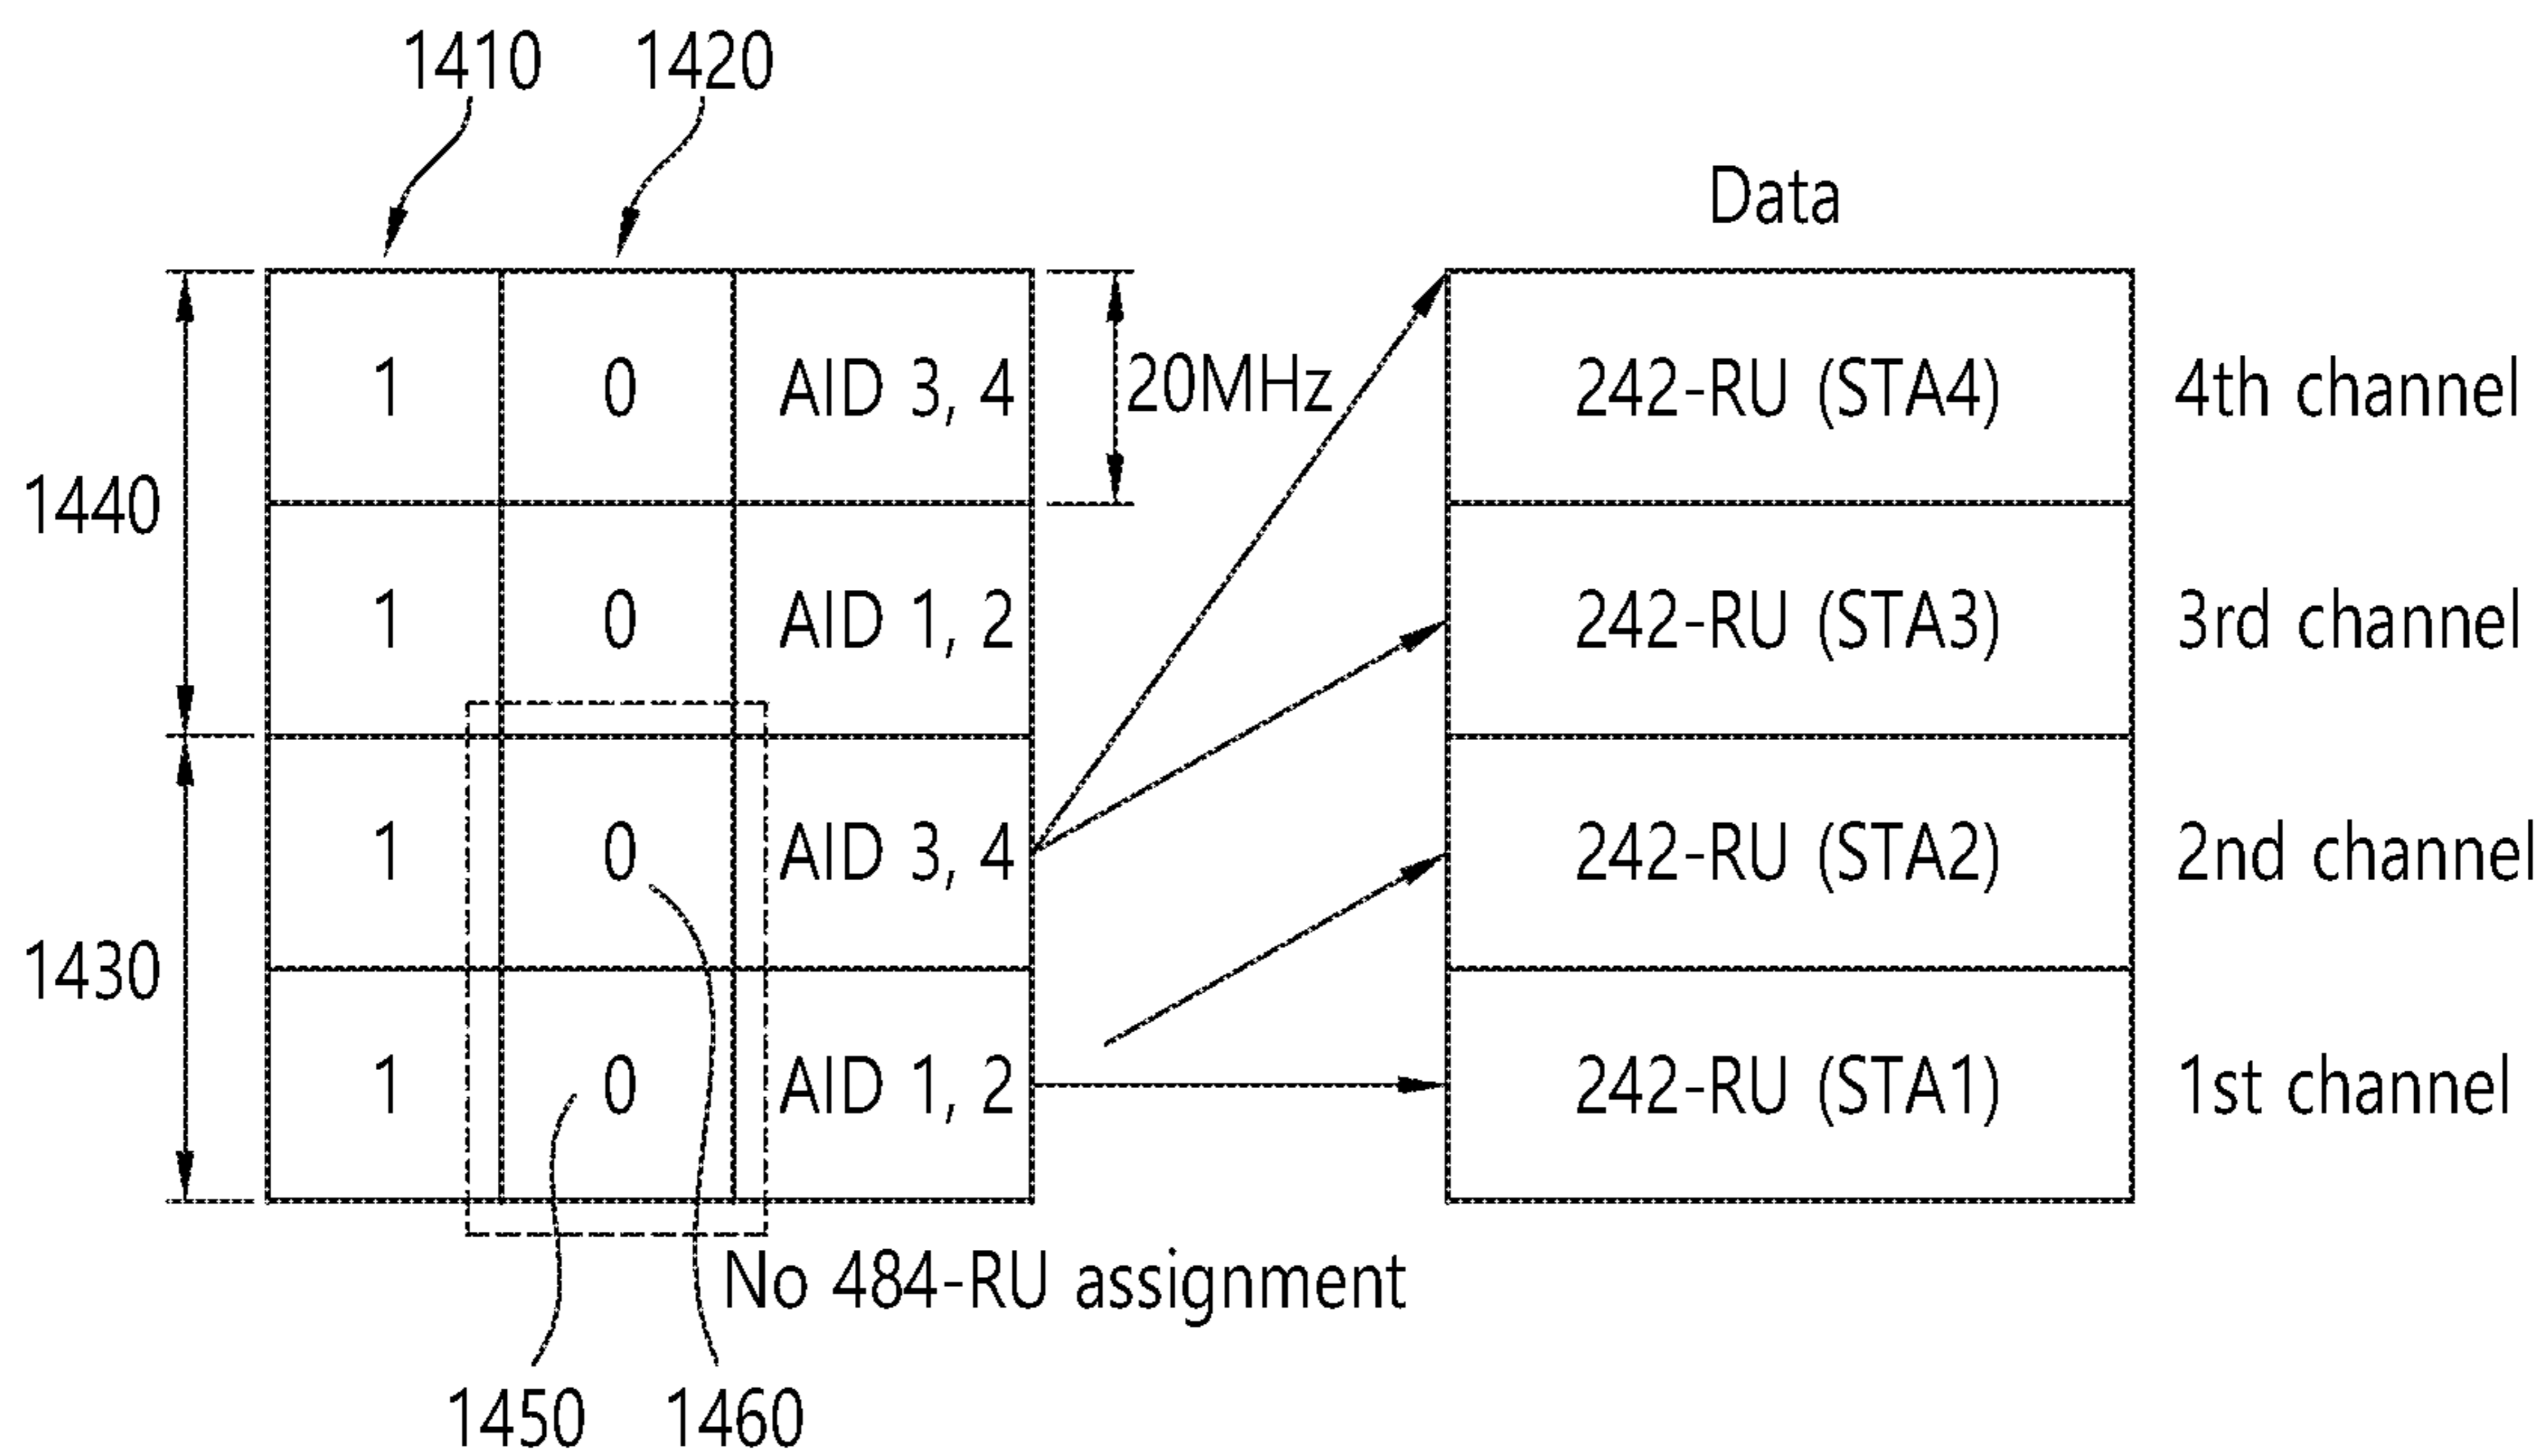 1410 1420
Data
1 0 AID 3, 4 20MHz 242-RU (STA4) 4th channel
1440
1 0 AID 1, 2 242-RU (STA3) 3rd channel
1 0 AID 3, 4 242-RU (STA2) 2nd channel
1430
1 0 AID 1, 2 242-RU (STA1) 1st channel
No 484-RU assignment
1450 1460